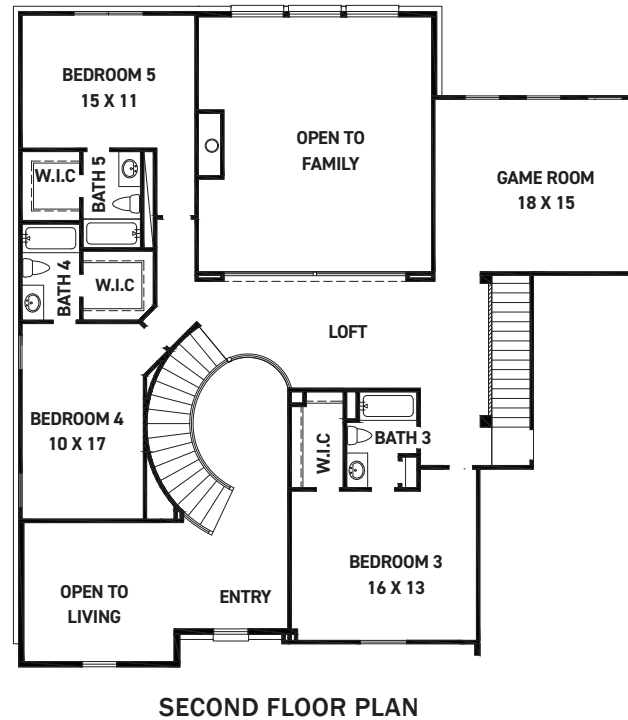 BEDROOM 5
15 X 11
OPEN TO
FAMILY
GAME ROOM
18 X 15
W.I.C
BATH 5
BATH 4
W.I.C
LOFT
BEDROOM 4
10 X 17
W.I.C
BATH 3
BEDROOM 3
16 X 13
OPEN TO
LIVING
ENTRY
SECOND FLOOR PLAN